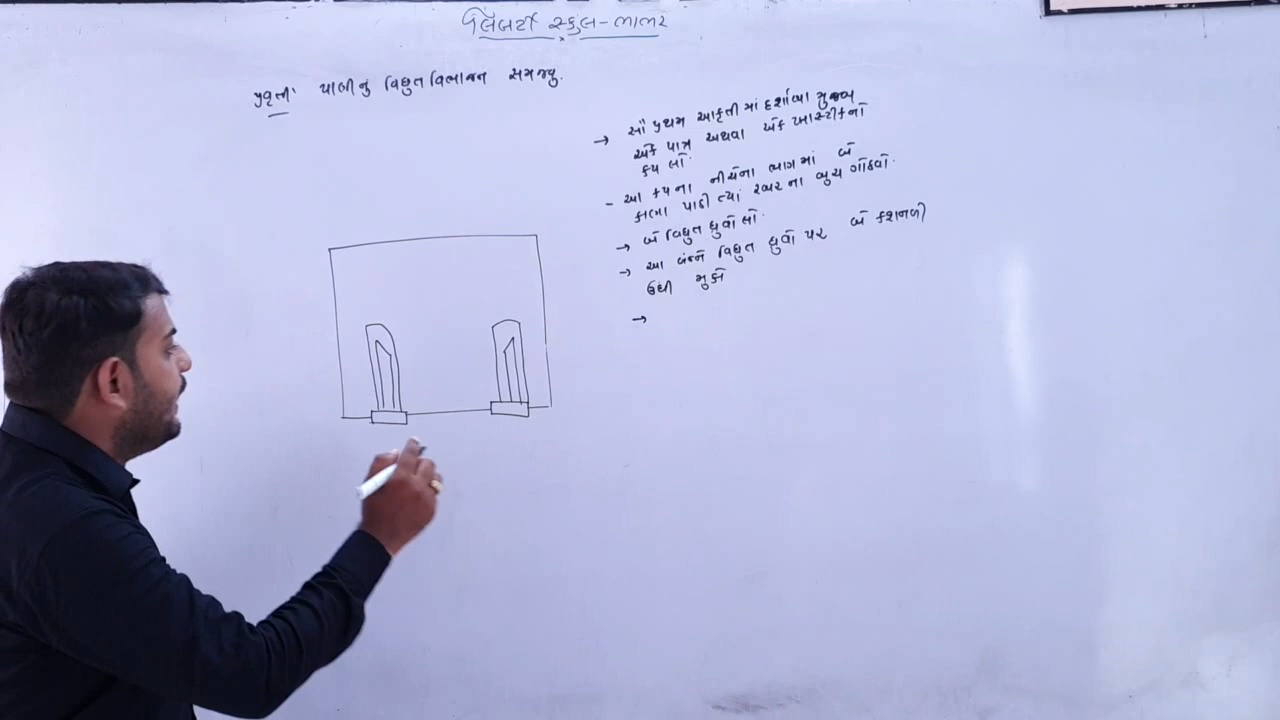 લિબર્ટી સ્કુલ-લાલર
પ્રવૃત્તી: પાણીનું વિદ્યુતવિભાજન સમજવું.
→ સૌ પ્રથમ આકૃતીમાં દર્શાવ્યા મુજબ
એક પાત્ર અથવા એક પ્લાસ્ટીકનો
કપ લો.
- આ કપના નીચેના ભાગમાં બે
કાણા પાડી ત્યાં રબરના બુચ ગોઠવો.
→ બે વિદ્યુત ધ્રુવો લો.
→ આ બંન્ને વિદ્યુત ધ્રુવો પર બે કશનળી
ઉંધી મુકો
→